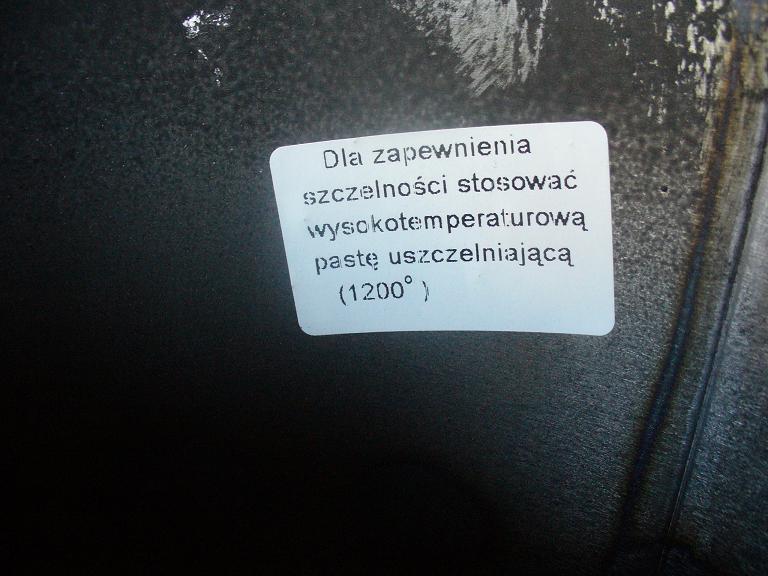 Dla zapewnienia
szczelności stosować
wysokotemperaturową
pastę uszczelniającą
(1200°)